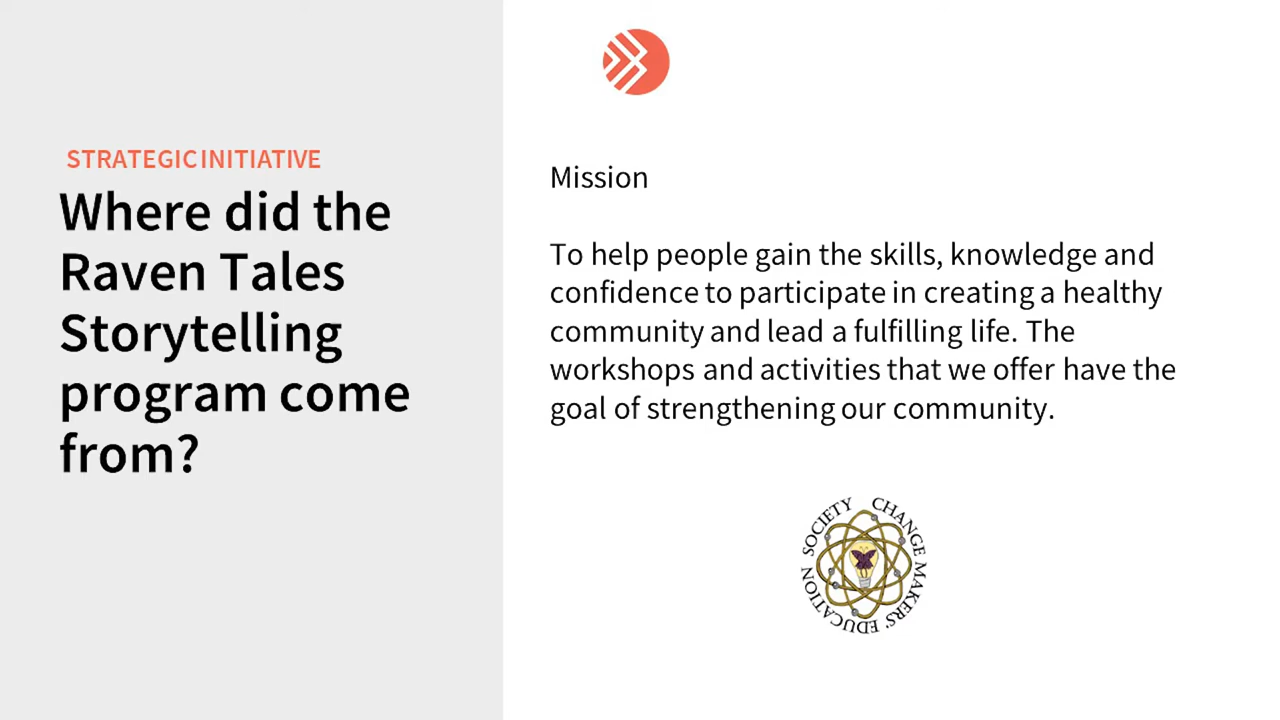 STRATEGIC INITIATIVE
Where did the
Raven Tales
Storytelling
program come
from?
Mission
To help people gain the skills, knowledge and
confidence to participate in creating a healthy
community and lead a fulfilling life. The
workshops and activities that we offer have the
goal of strengthening our community.
CHANGE MAKERS' EDUCATION SOCIETY